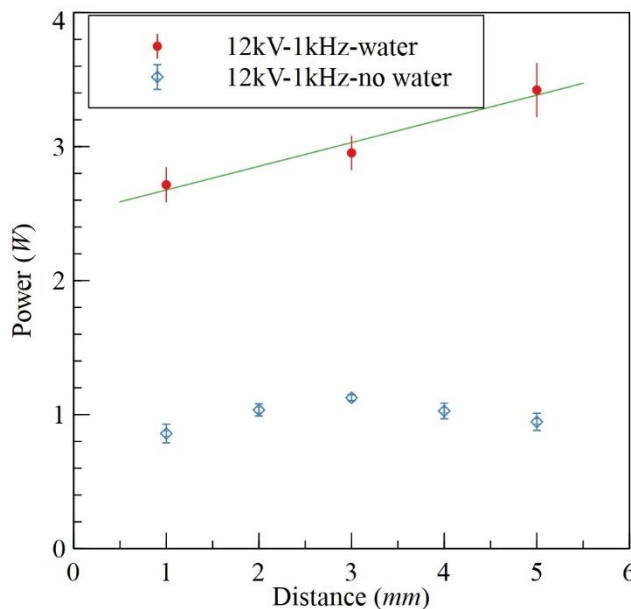 4
3
2
1
0
Power (W)
12kV-1kHz-water
12kV-1kHz-no water
0 1 2 3 4 5 6
Distance (mm)